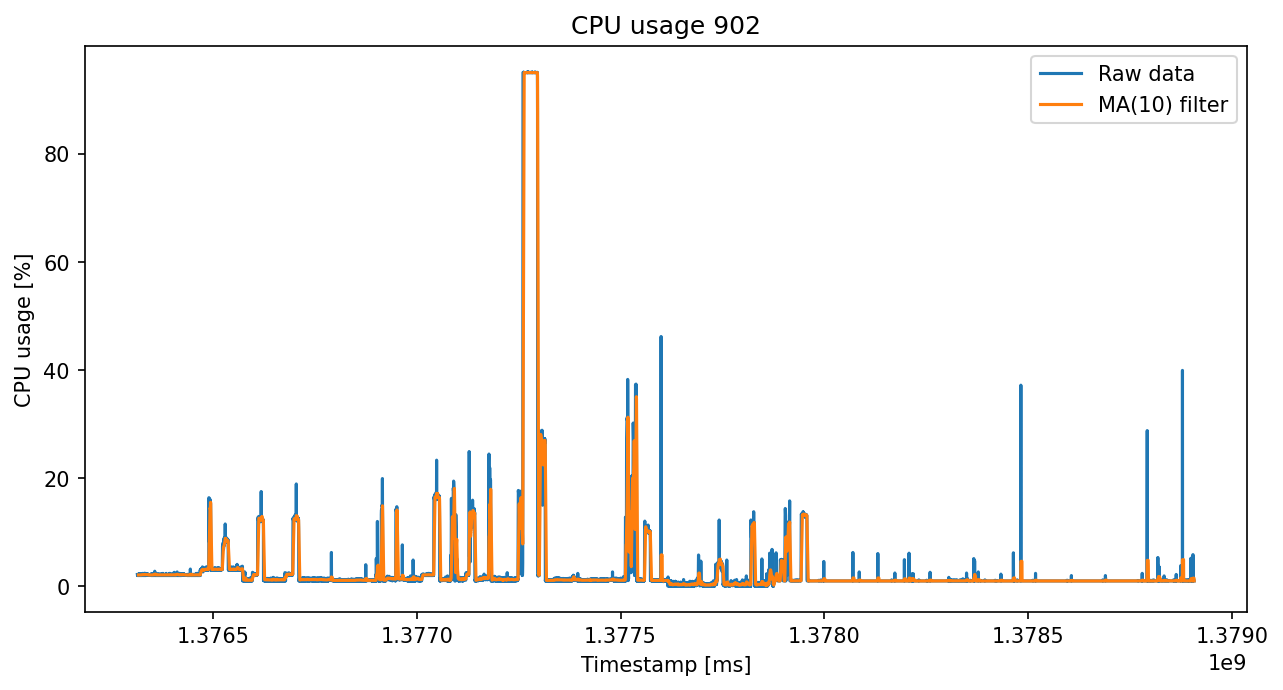 CPU usage 902
Raw data
MA(10) filter
CPU usage [%]
80
60
40
20
0
1.3765
1.3770
1.3775
1.3780
1.3785
1.3790
1e9
Timestamp [ms]